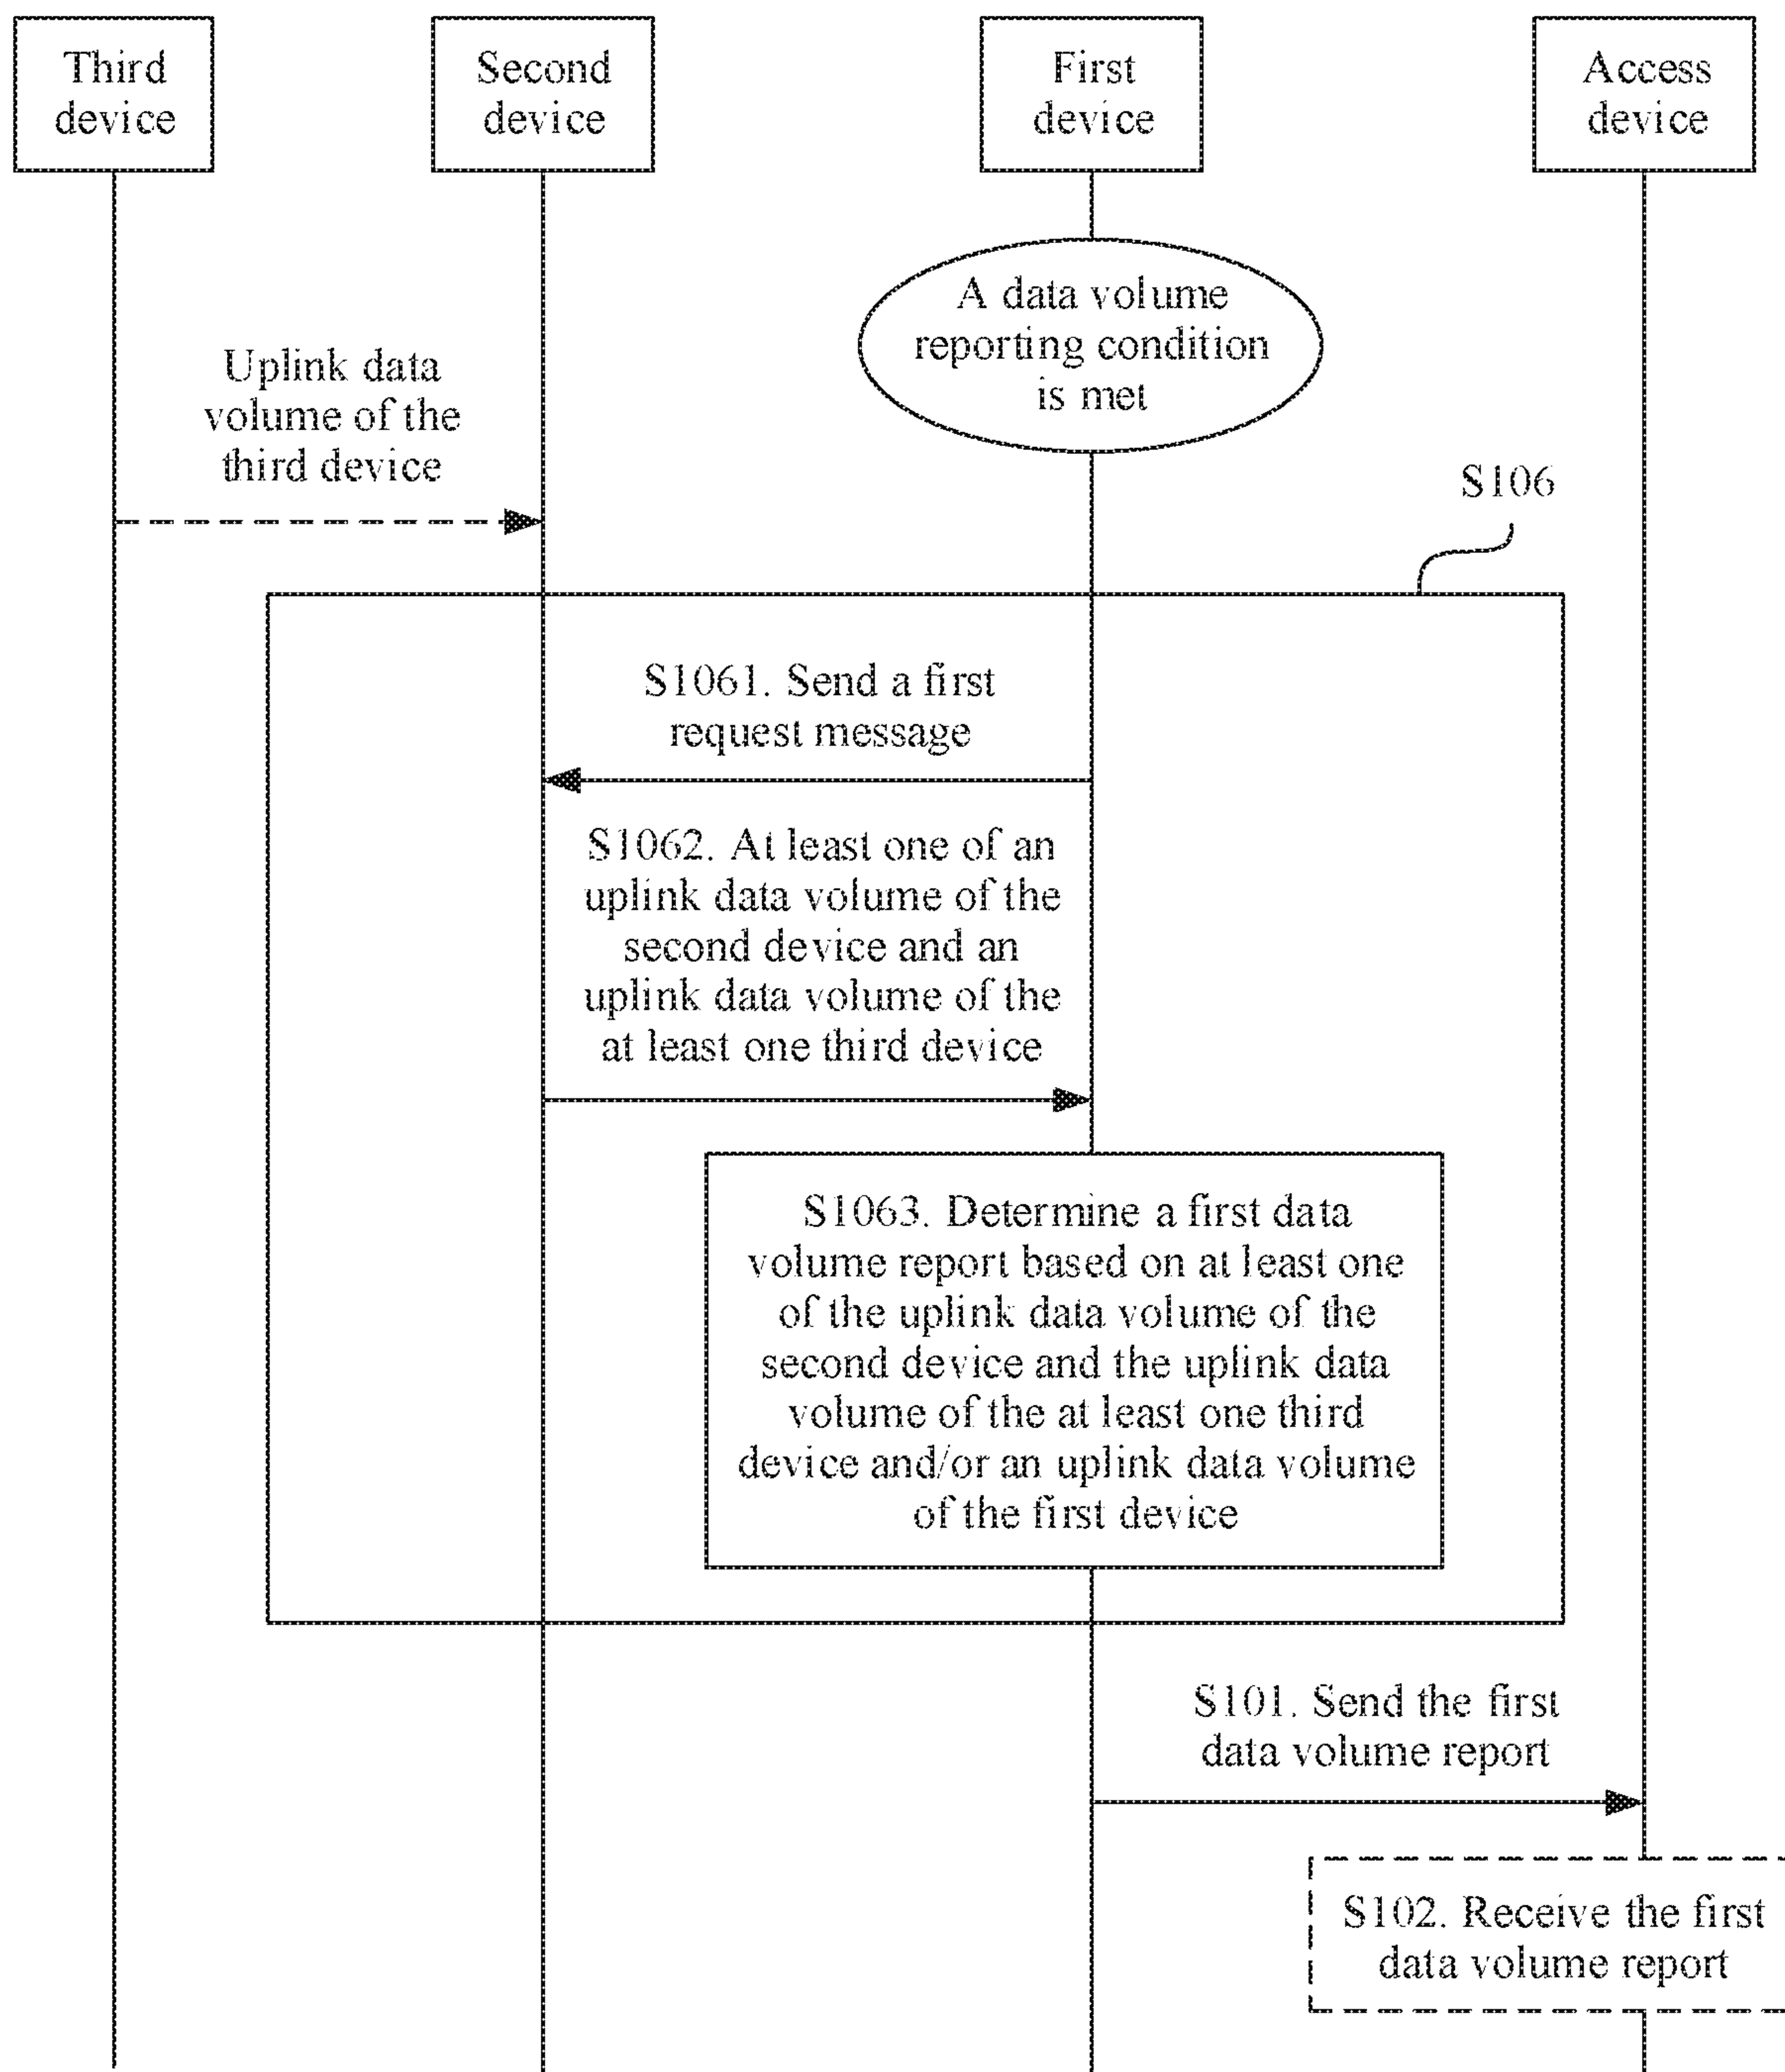 Third
device
Second
device
First
device
Access
device
A data volume
reporting condition
is met
Uplink data
volume of the
third device
S106
S1061. Send a first
request message
S1062. At least one of an
uplink data volume of the
second device and an
uplink data volume of the
at least one third device
S1063. Determine a first data
volume report based on at least one
of the uplink data volume of the
second device and the uplink data
volume of the at least one third
device and/or an uplink data volume
of the first device
S101. Send the first
data volume report
S102. Receive the first
data volume report